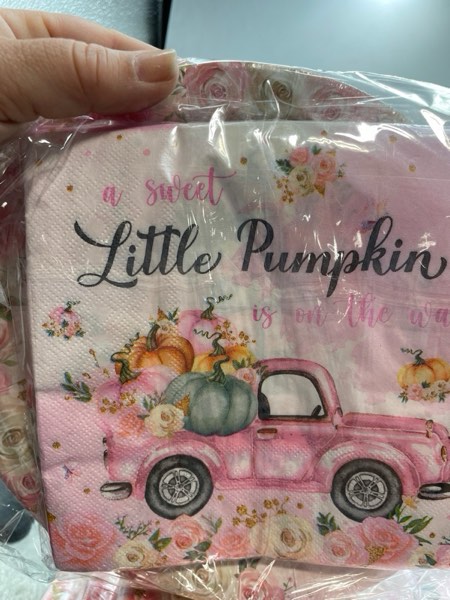 a sweet
Little Pumpkin
is on the wa